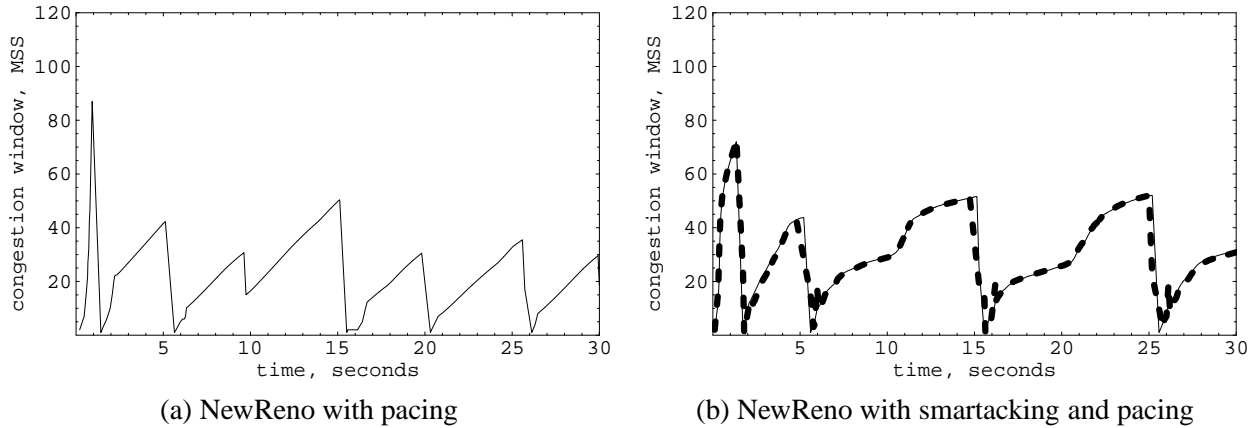 120
100
80
60
40
20
congestion window, MSS
5 10 15 20 25 30
time, seconds
(a) NewReno with pacing
120
100
80
60
40
20
congestion window, MSS
5 10 15 20 25 30
time, seconds
(b) NewReno with smartacking and pacing